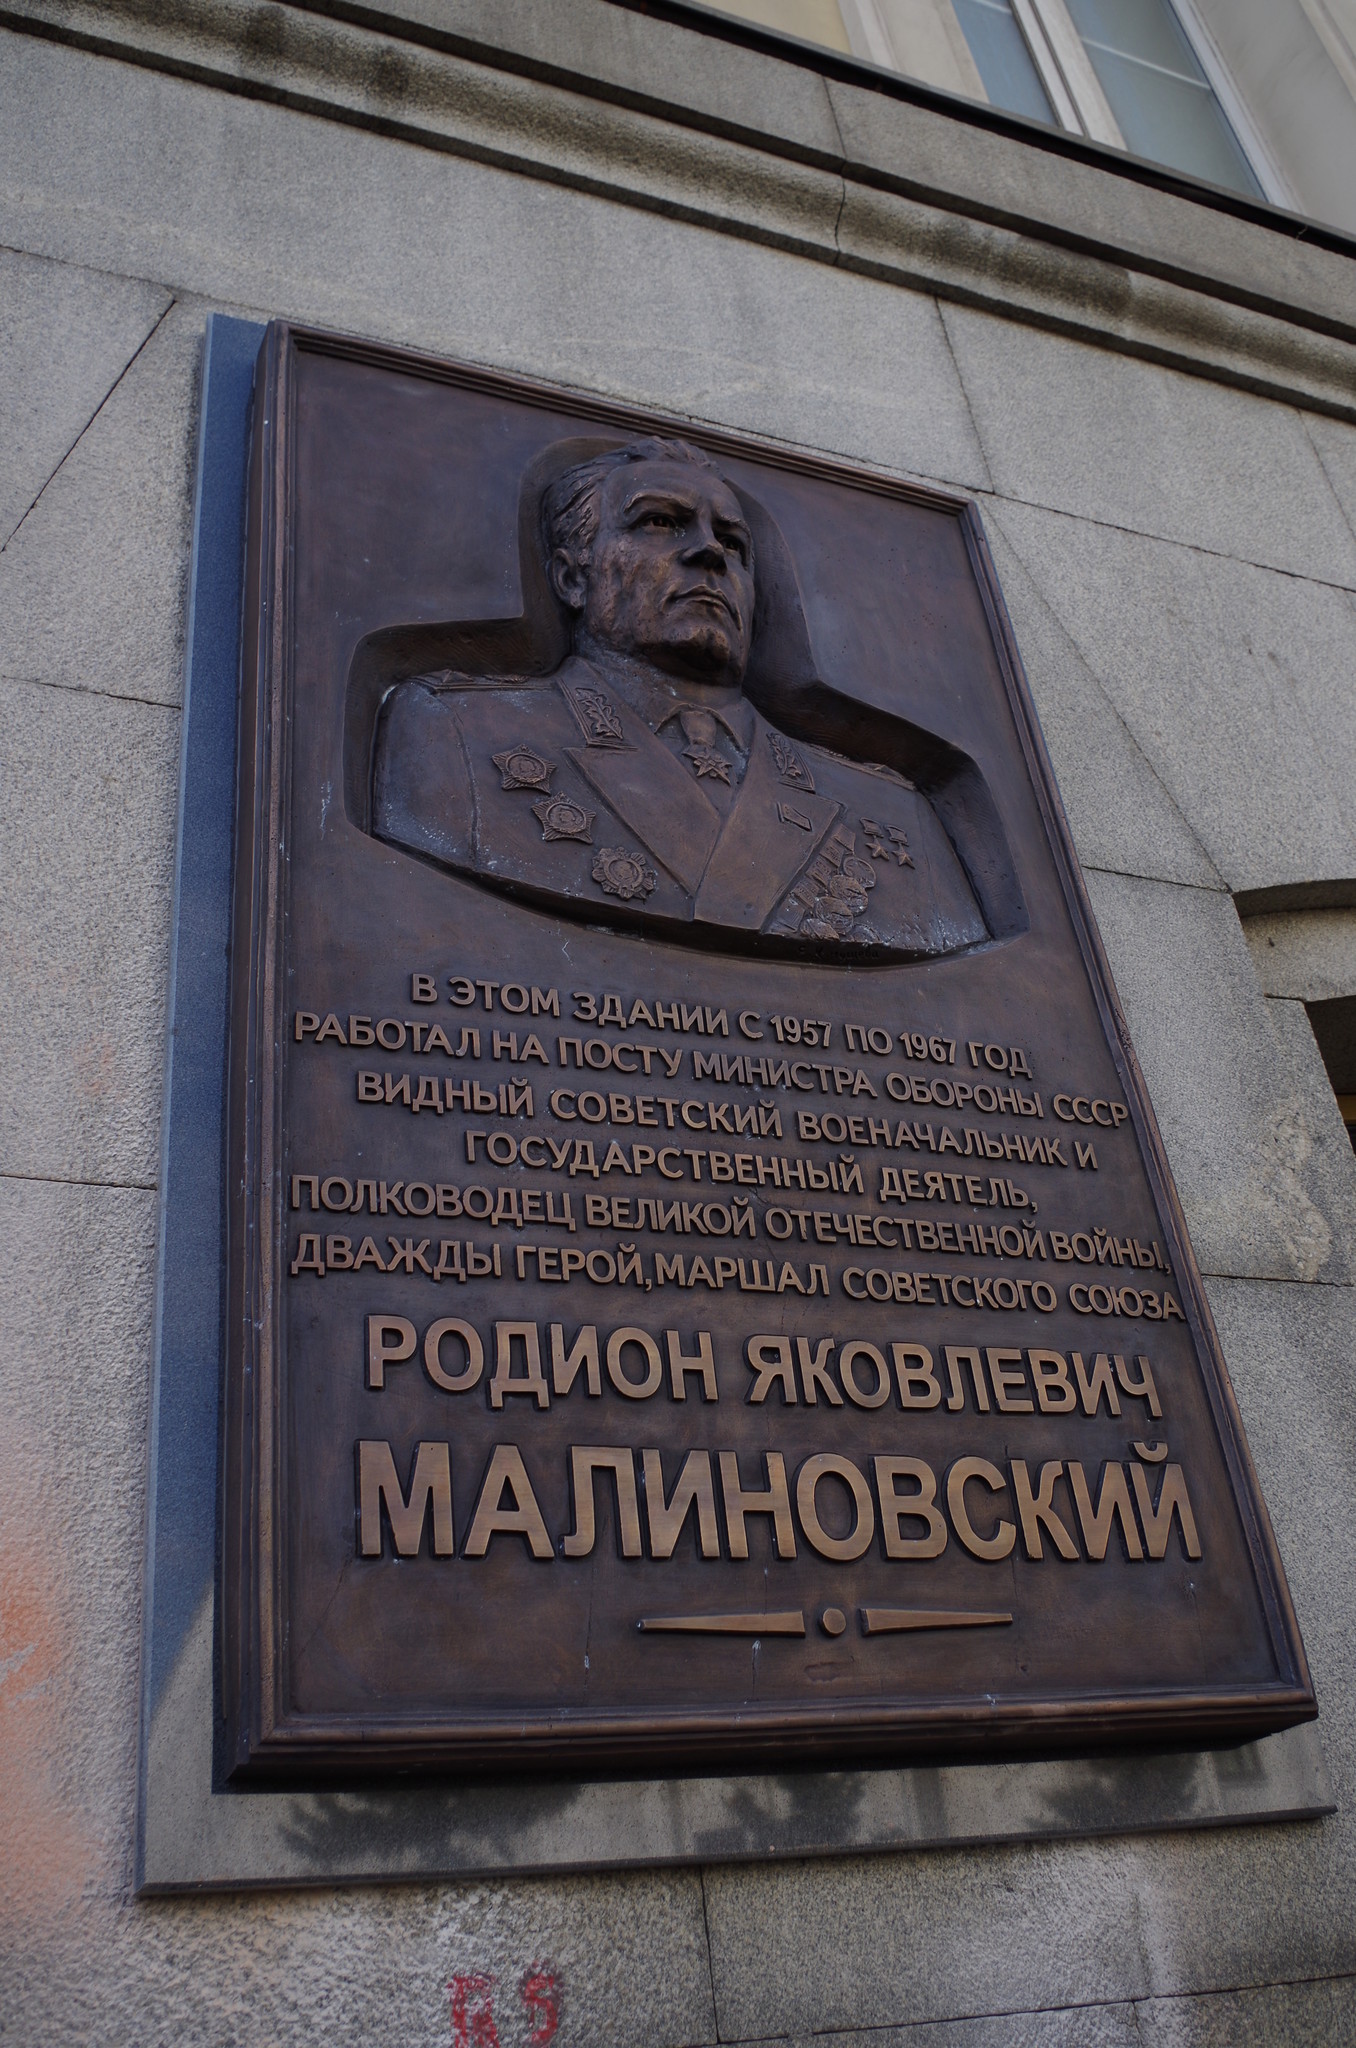 В ЭТОМ ЗДАНИИ С 1957 ПО 1967 ГОД
РАБОТАЛ НА ПОСТУ МИНИСТРА ОБОРОНЫ СССР
ВИДНЫЙ СОВЕТСКИЙ ВОЕНАЧАЛЬНИК И
ГОСУДАРСТВЕННЫЙ ДЕЯТЕЛЬ,
ПОЛКОВОДЕЦ ВЕЛИКОЙ ОТЕЧЕСТВЕННОЙ ВОЙНЫ,
ДВАЖДЫ ГЕРОЙ, МАРШАЛ СОВЕТСКОГО СОЮЗА
РОДИОН ЯКОВЛЕВИЧ
МАЛИНОВСКИЙ